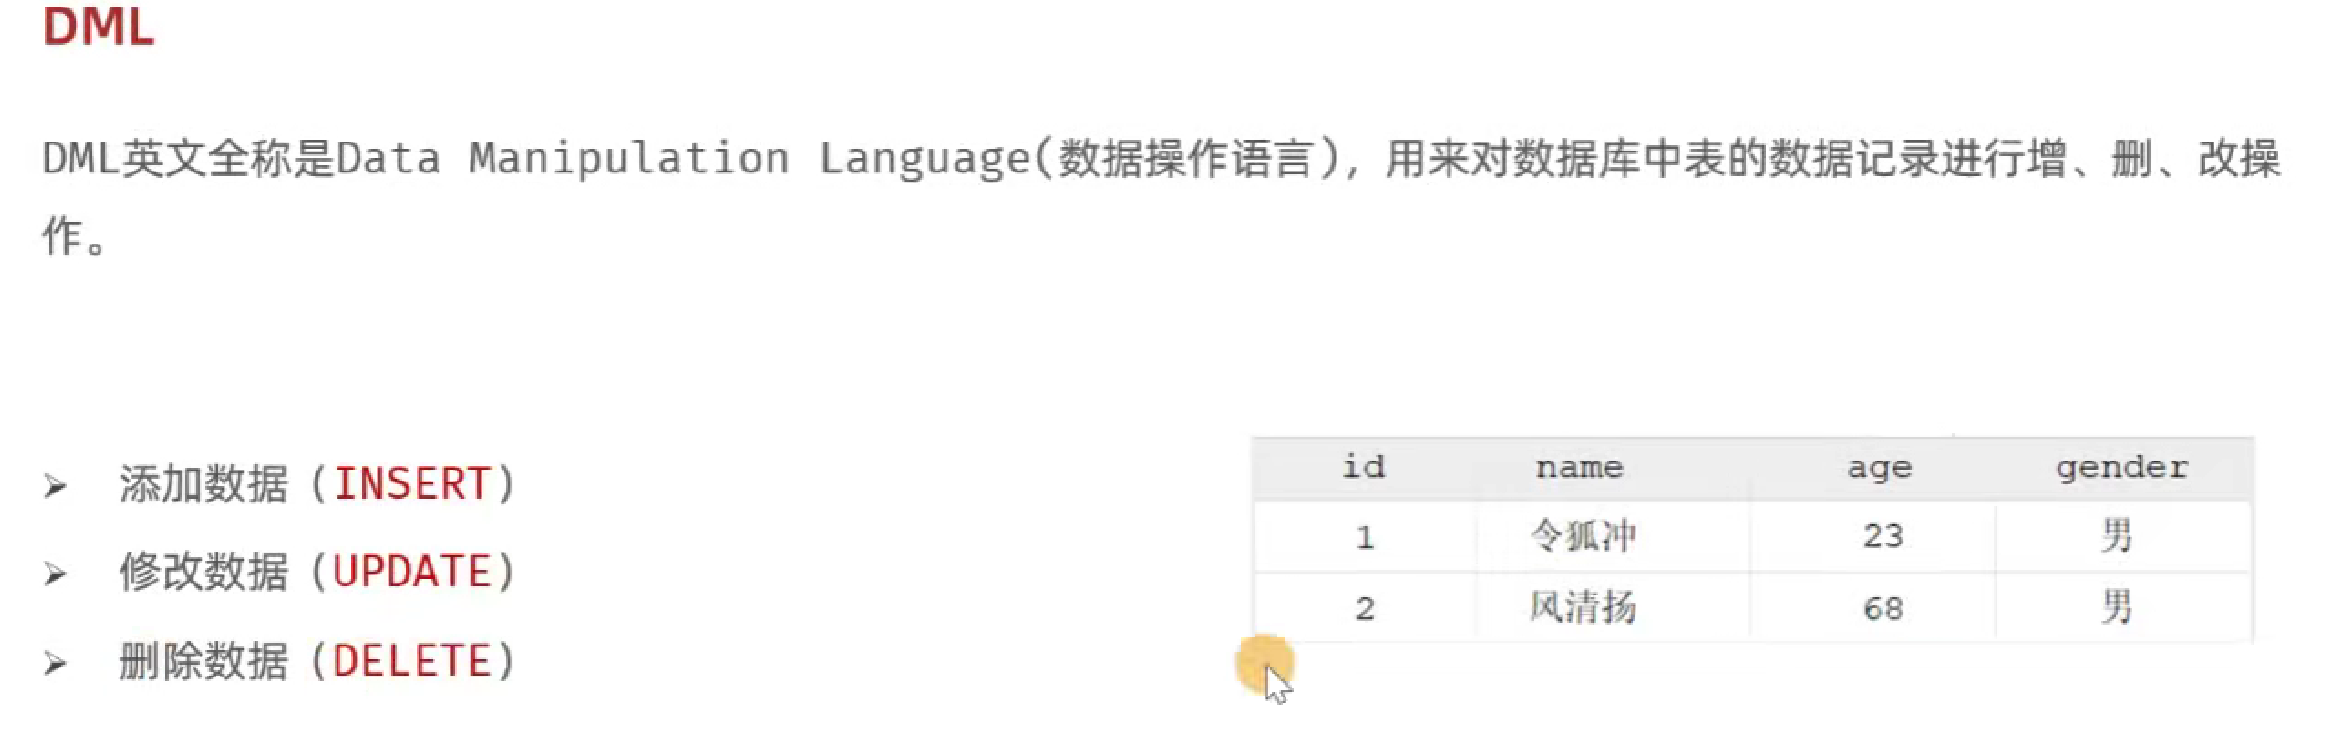 DML
DML英文全称是Data Manipulation Language(数据操作语言)，用来对数据库中表的数据记录进行增、删、改操
作。
➢ 添加数据（INSERT）
➢ 修改数据（UPDATE）
➢ 删除数据（DELETE）
id name age gender
1 令狐冲 23 男
2 风清扬 68 男